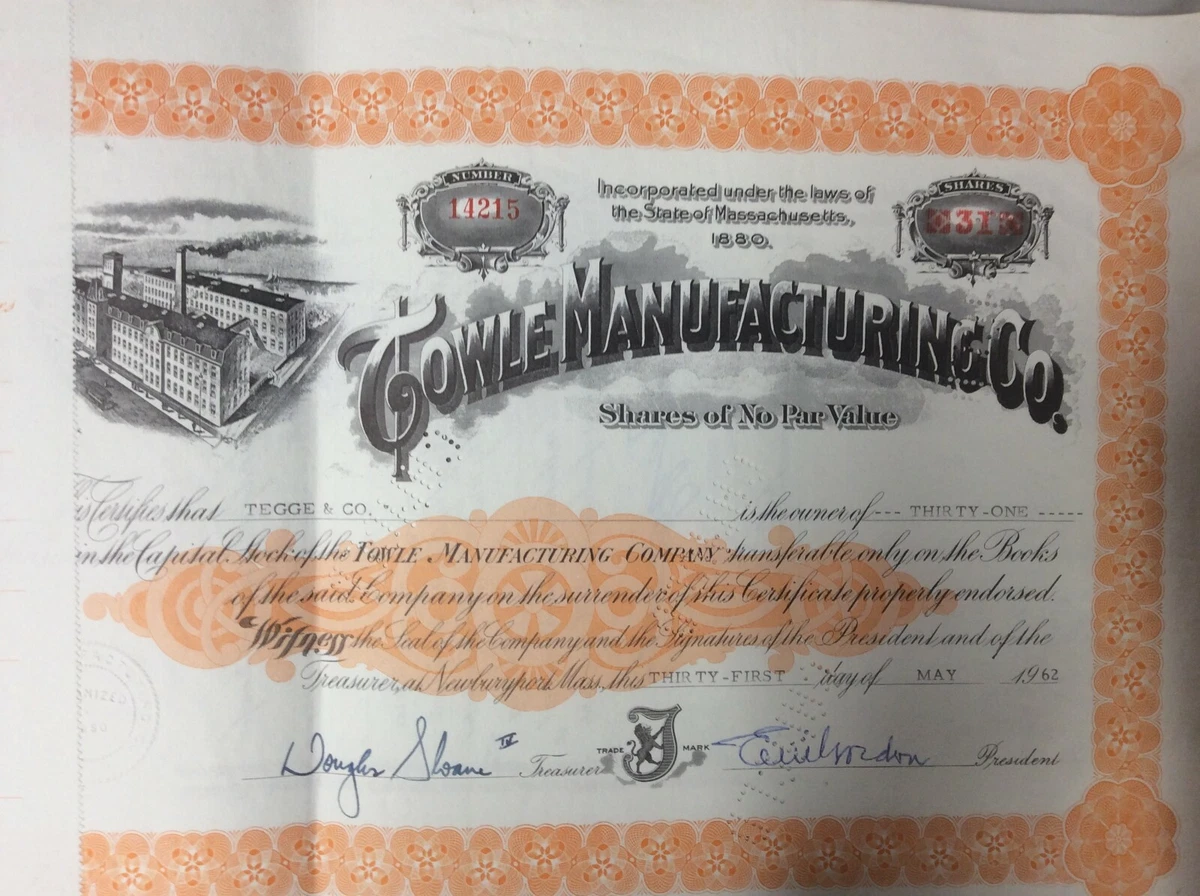 NUMBER
14215
Incorporated under the laws of
the State of Massachusetts,
1880.
SHARES
31
TOWLE MANUFACTURING CO.
Shares of No Par Value
Certifies that TEGGE & CO. is the owner of --- THIRTY-ONE -----
in the Capital Stock of the TOWLE MANUFACTURING COMPANY transferable only on the Books
of the said Company on the surrender of this Certificate properly endorsed.
Witness the Seal of the Company and the Signatures of the President and of the
Treasurer, at Newburyport, Mass., this THIRTY-FIRST day of MAY 1962
Douglas Sloane IV Treasurer
TRADE MARK
President